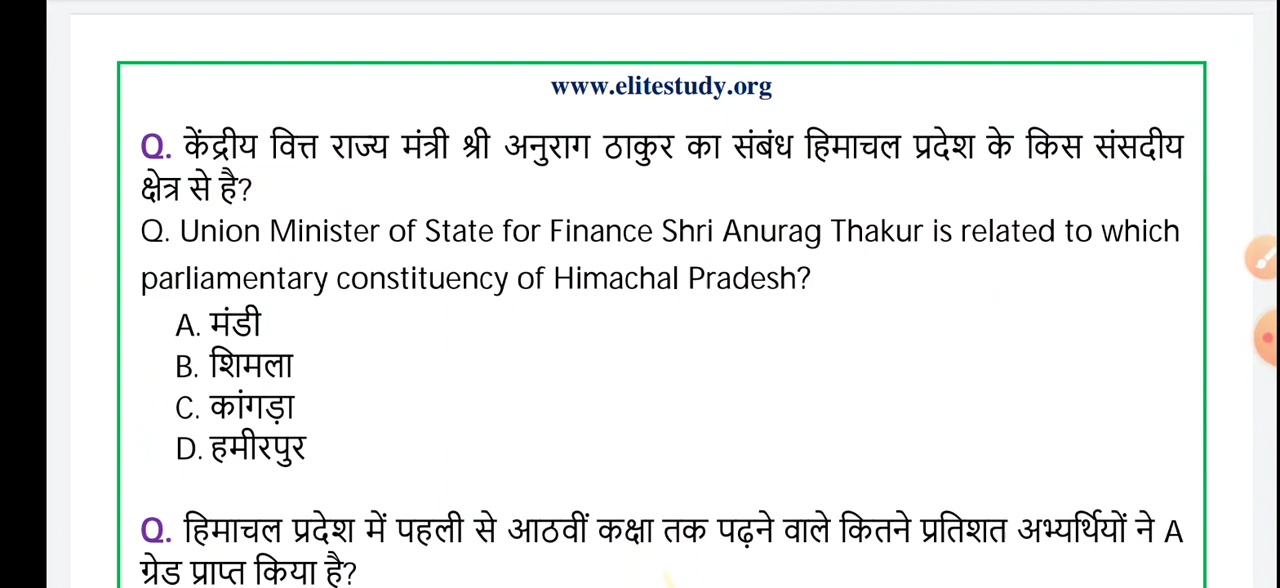 www.elitestudy.org
Q. केंद्रीय वित्त राज्य मंत्री श्री अनुराग ठाकुर का संबंध हिमाचल प्रदेश के किस संसदीय
क्षेत्र से है?
Q. Union Minister of State for Finance Shri Anurag Thakur is related to which
parliamentary constituency of Himachal Pradesh?
A. मंडी
B. शिमला
C. कांगड़ा
D. हमीरपुर
Q. हिमाचल प्रदेश में पहली से आठवीं कक्षा तक पढ़ने वाले कितने प्रतिशत अभ्यर्थियों ने A
ग्रेड प्राप्त किया है?